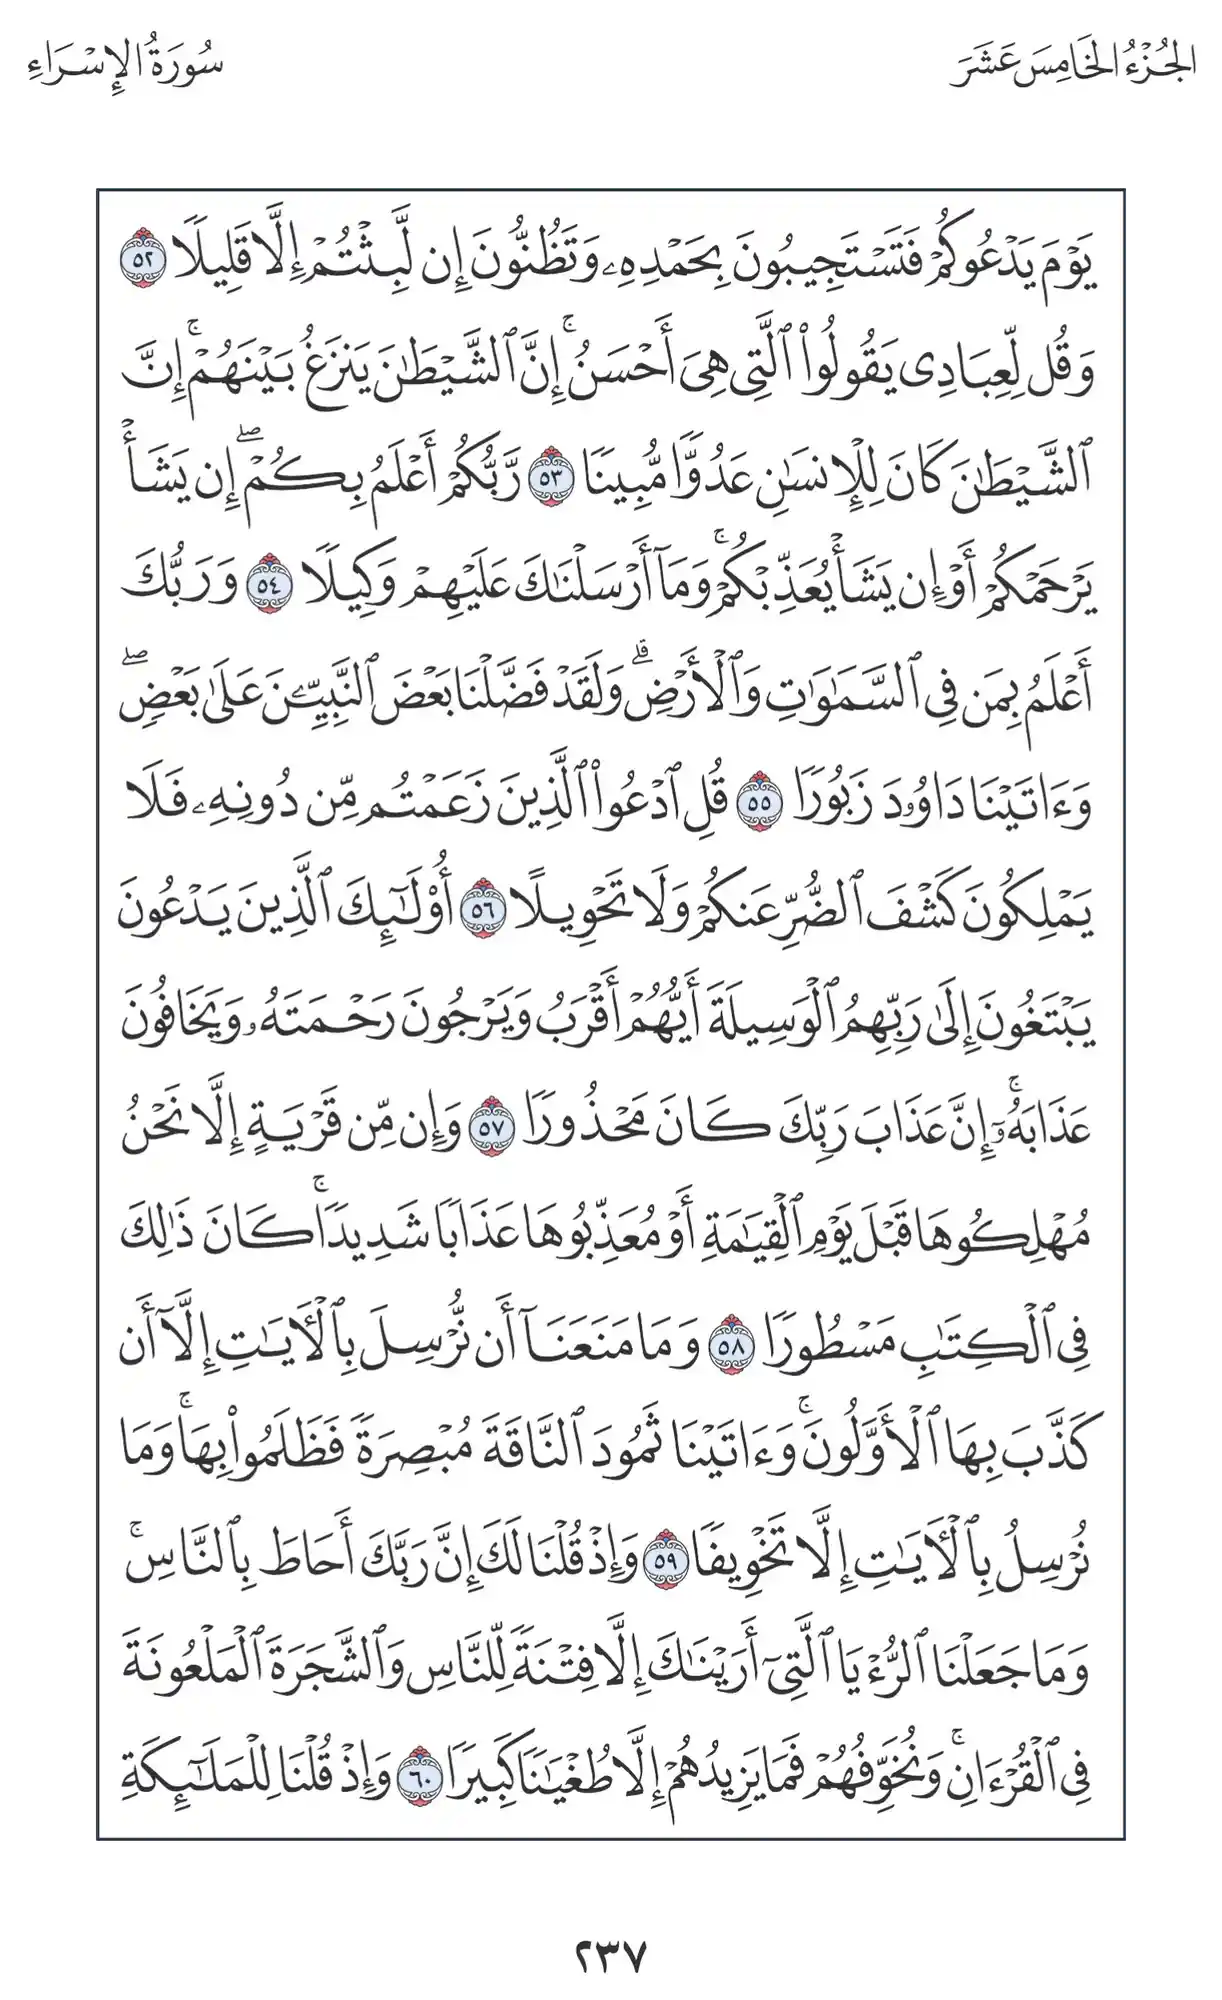 الجُزْءُ الخَامِسَ عَشَرَ
سُورَةُ الإِسْرَاءِ
يَوْمَ يَدْعُوكُمْ فَتَسْتَجِيبُونَ بِحَمْدِهِۦ وَتَظُنُّونَ إِن لَّبِثْتُمْ إِلَّا قَلِيلًا ٥٢
وَقُل لِّعِبَادِى يَقُولُوا۟ ٱلَّتِى هِىَ أَحْسَنُ ۚ إِنَّ ٱلشَّيْطَـٰنَ يَنزَغُ بَيْنَهُمْ ۚ إِنَّ
ٱلشَّيْطَـٰنَ كَانَ لِلْإِنسَـٰنِ عَدُوًّا مُّبِينًا ٥٣ رَّبُّكُمْ أَعْلَمُ بِكُمْ ۖ إِن يَشَأْ
يَرْحَمْكُمْ أَوْ إِن يَشَأْ يُعَذِّبْكُمْ ۚ وَمَآ أَرْسَلْنَـٰكَ عَلَيْهِمْ وَكِيلًا ٥٤ وَرَبُّكَ
أَعْلَمُ بِمَن فِى ٱلسَّمَـٰوَٰتِ وَٱلْأَرْضِ ۗ وَلَقَدْ فَضَّلْنَا بَعْضَ ٱلنَّبِيِّـۧنَ عَلَىٰ بَعْضٍ ۖ
وَءَاتَيْنَا دَاوُۥدَ زَبُورًا ٥٥ قُلِ ٱدْعُوا۟ ٱلَّذِينَ زَعَمْتُم مِّن دُونِهِۦ فَلَا
يَمْلِكُونَ كَشْفَ ٱلضُّرِّ عَنكُمْ وَلَا تَحْوِيلًا ٥٦ أُو۟لَـٰٓئِكَ ٱلَّذِينَ يَدْعُونَ
يَبْتَغُونَ إِلَىٰ رَبِّهِمُ ٱلْوَسِيلَةَ أَيُّهُمْ أَقْرَبُ وَيَرْجُونَ رَحْمَتَهُۥ وَيَخَافُونَ
عَذَابَهُۥٓ ۚ إِنَّ عَذَابَ رَبِّكَ كَانَ مَحْذُورًا ٥٧ وَإِن مِّن قَرْيَةٍ إِلَّا نَحْنُ
مُهْلِكُوهَا قَبْلَ يَوْمِ ٱلْقِيَـٰمَةِ أَوْ مُعَذِّبُوهَا عَذَابًا شَدِيدًا ۚ كَانَ ذَٰلِكَ
فِى ٱلْكِتَـٰبِ مَسْطُورًا ٥٨ وَمَا مَنَعَنَآ أَن نُّرْسِلَ بِٱلْـَٔايَـٰتِ إِلَّآ أَن
كَذَّبَ بِهَا ٱلْأَوَّلُونَ ۚ وَءَاتَيْنَا ثَمُودَ ٱلنَّاقَةَ مُبْصِرَةً فَظَلَمُوا۟ بِهَا ۚ وَمَا
نُرْسِلُ بِٱلْـَٔايَـٰتِ إِلَّا تَخْوِيفًا ٥٩ وَإِذْ قُلْنَا لَكَ إِنَّ رَبَّكَ أَحَاطَ بِٱلنَّاسِ ۚ
وَمَا جَعَلْنَا ٱلرُّءْيَا ٱلَّتِىٓ أَرَيْنَـٰكَ إِلَّا فِتْنَةً لِّلنَّاسِ وَٱلشَّجَرَةَ ٱلْمَلْعُونَةَ
فِى ٱلْقُرْءَانِ ۚ وَنُخَوِّفُهُمْ فَمَا يَزِيدُهُمْ إِلَّا طُغْيَـٰنًا كَبِيرًا ٦٠ وَإِذْ قُلْنَا لِلْمَلَـٰٓئِكَةِ
٢٣٧